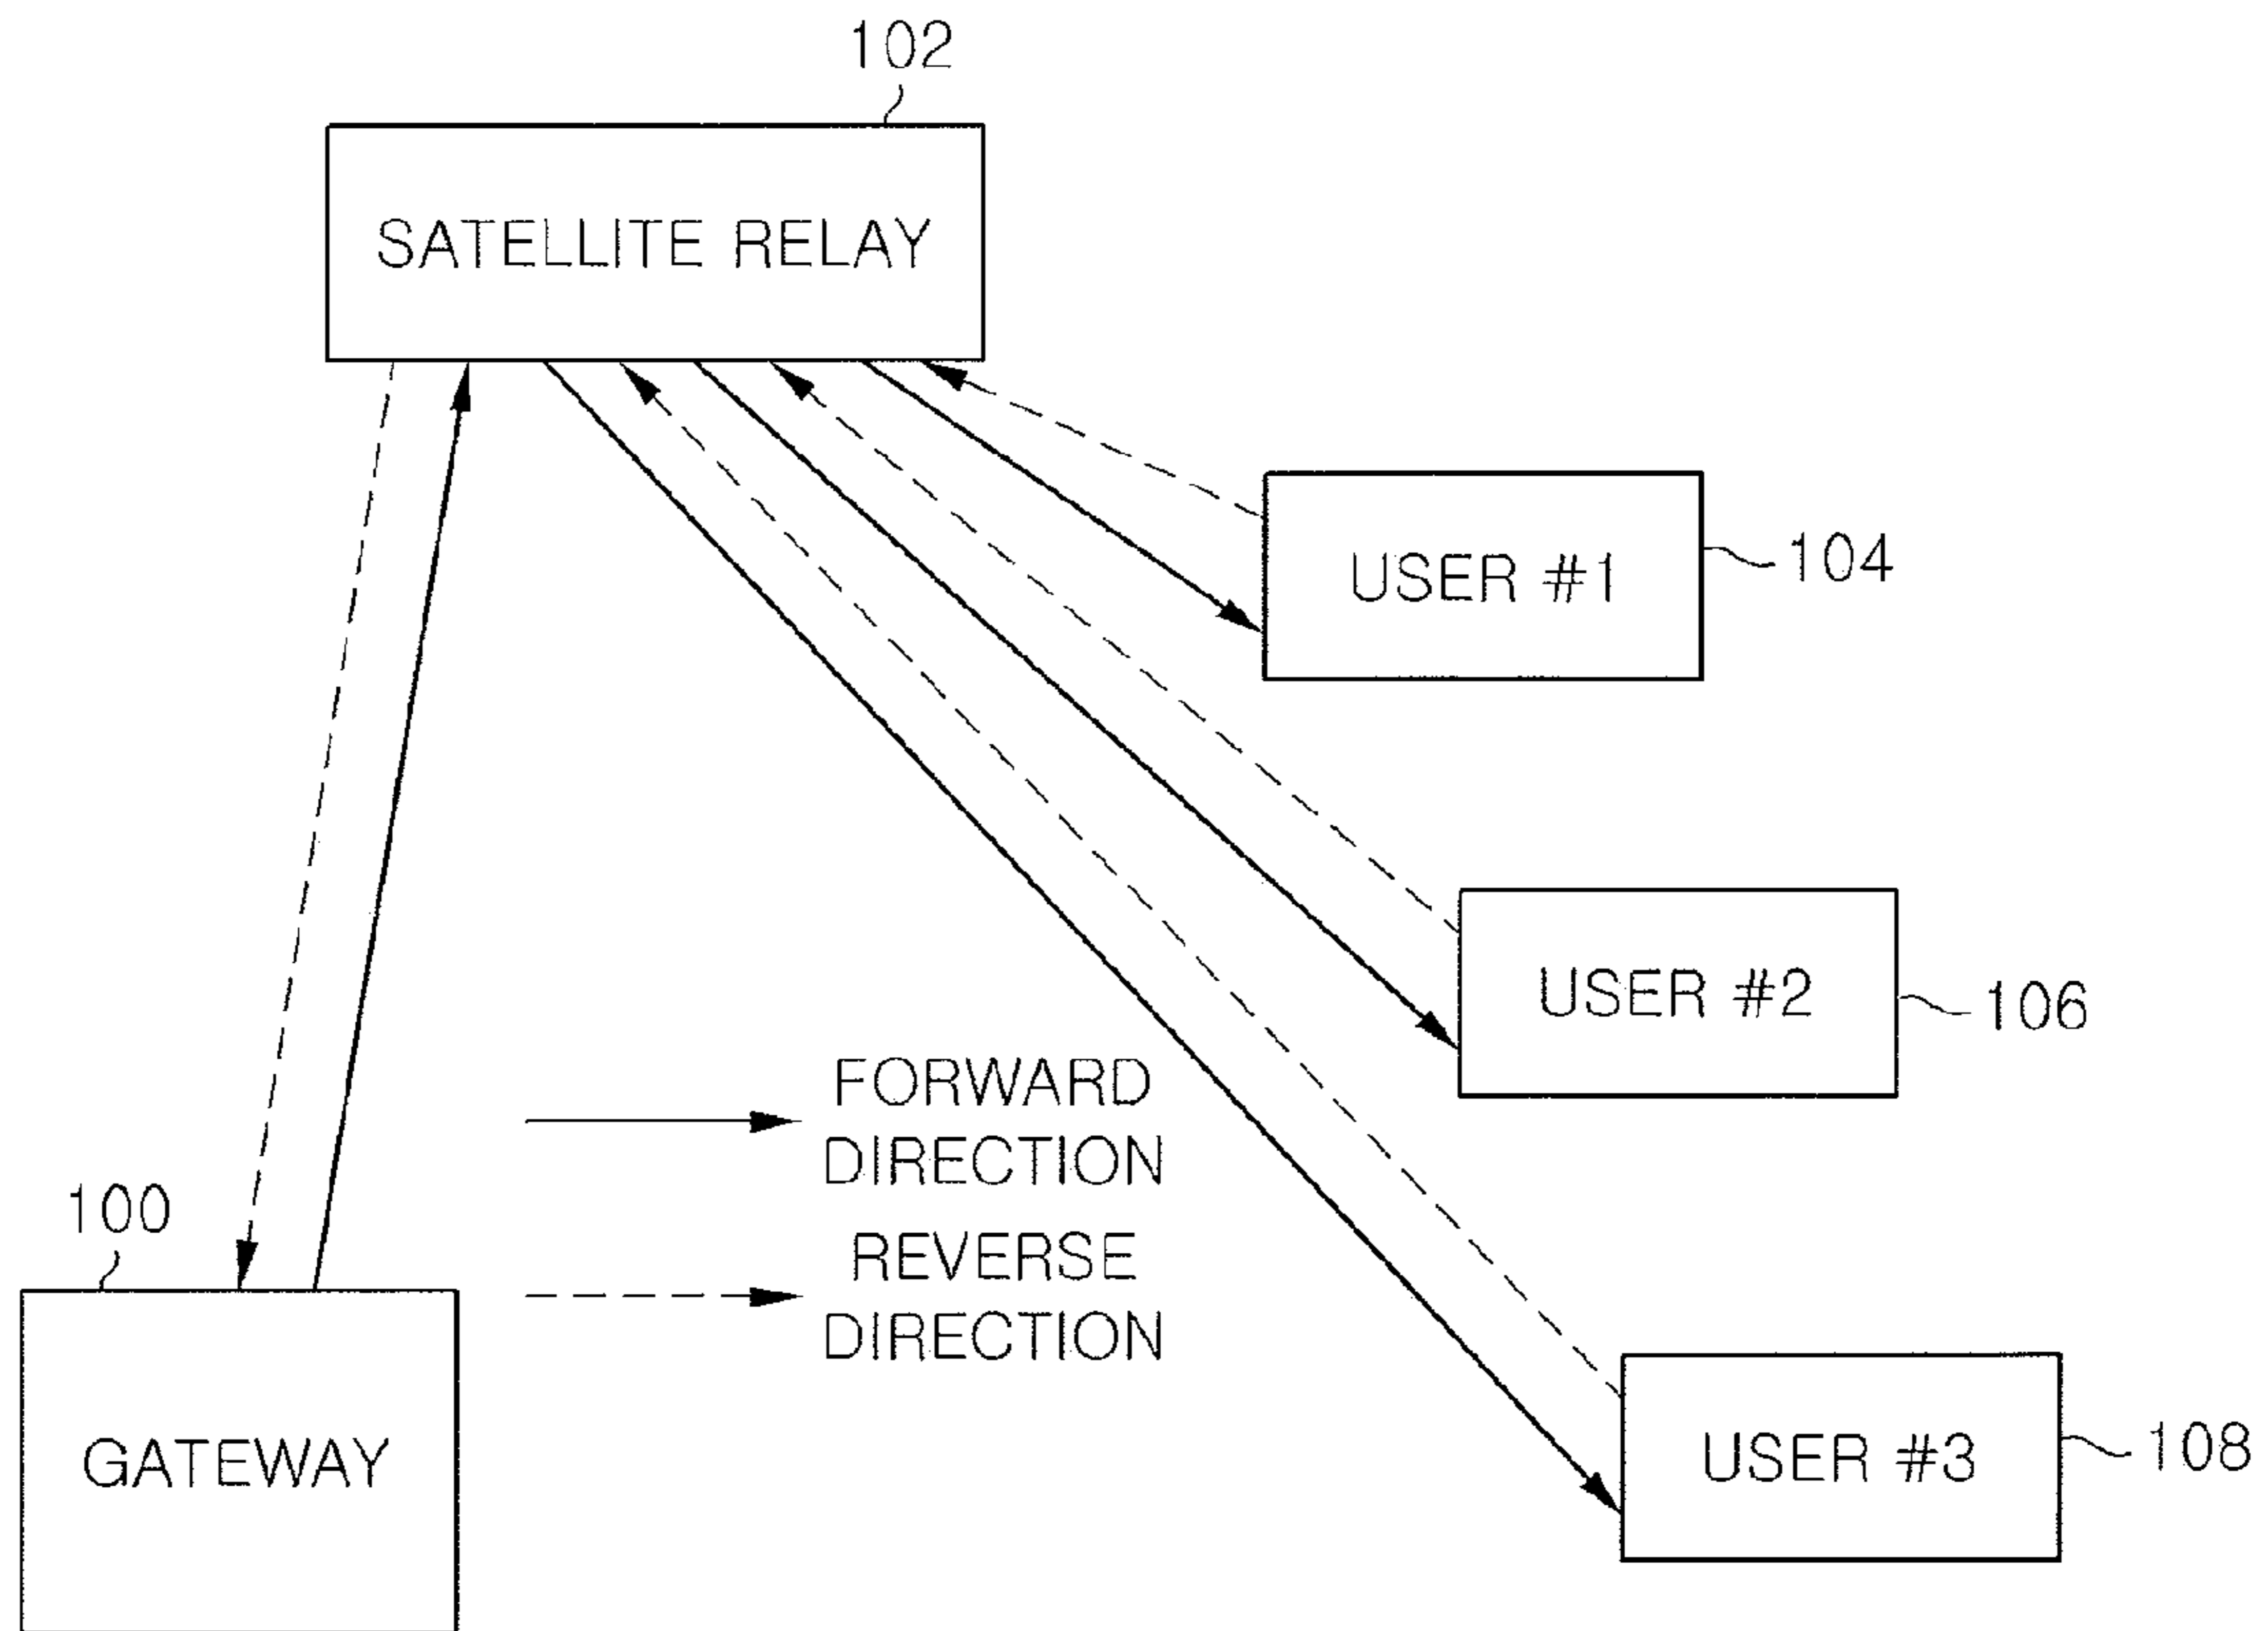 102
SATELLITE RELAY
USER #1
104
USER #2
106
FORWARD
DIRECTION
REVERSE
DIRECTION
100
GATEWAY
USER #3
108